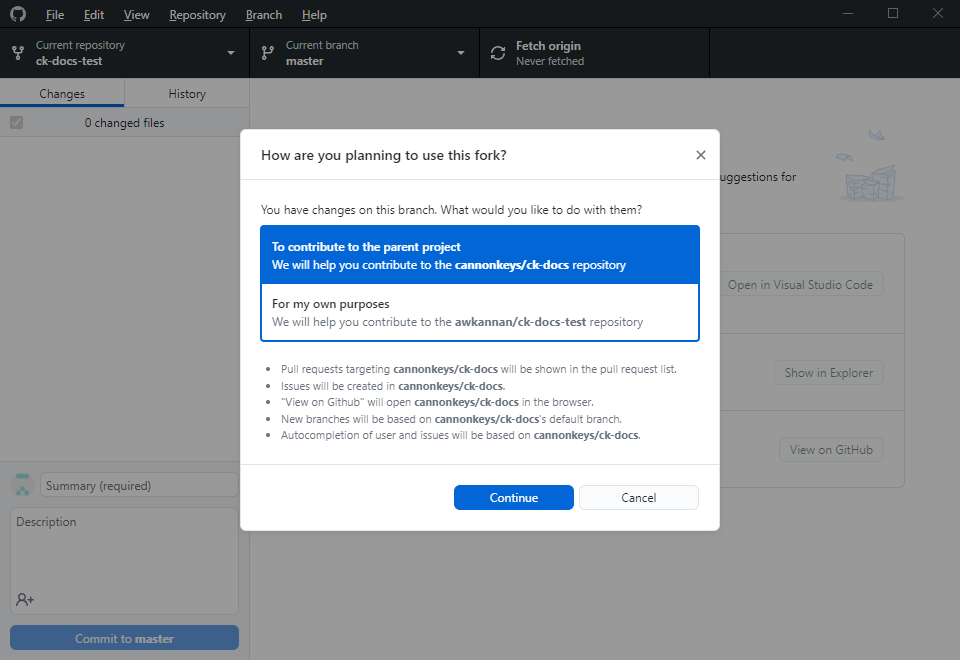 File Edit View Repository Branch Help
Current repository
ck-docs-test
Current branch
master
Fetch origin
Never fetched
Changes
History
0 changed files
uggestions for
How are you planning to use this fork?
You have changes on this branch. What would you like to do with them?
To contribute to the parent project
We will help you contribute to the cannonkeys/ck-docs repository
For my own purposes
We will help you contribute to the awkannan/ck-docs-test repository
Pull requests targeting cannonkeys/ck-docs will be shown in the pull request list.
Issues will be created in cannonkeys/ck-docs.
"View on Github" will open cannonkeys/ck-docs in the browser.
New branches will be based on cannonkeys/ck-docs's default branch.
Autocompletion of user and issues will be based on cannonkeys/ck-docs.
Continue
Cancel
Open in Visual Studio Code
Show in Explorer
View on GitHub
Summary (required)
Description
Commit to master